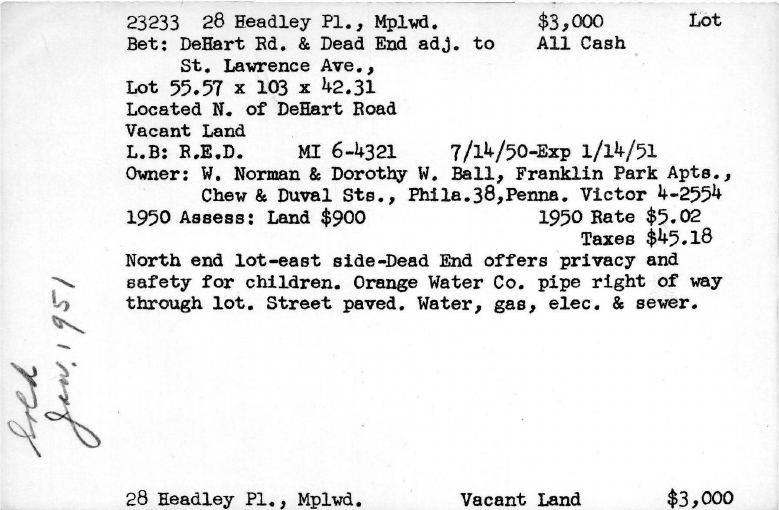 23233 28 Headley Pl., Mplwd. $3,000 Lot
Bet: DeHart Rd. & Dead End adj. to All Cash
St. Lawrence Ave.,
Lot 55.57 x 103 x 42.31
Located N. of DeHart Road
Vacant Land
L.B: R.E.D. MI 6-4321 7/14/50-Exp 1/14/51
Owner: W. Norman & Dorothy W. Ball, Franklin Park Apts.,
Chew & Duval Sts., Phila.38,Penna. Victor 4-2554
1950 Assess: Land $900 1950 Rate $5.02
Taxes $45.18
North end lot-east side-Dead End offers privacy and
safety for children. Orange Water Co. pipe right of way
through lot. Street paved. Water, gas, elec. & sewer.
Sold
Jan. 1951
28 Headley Pl., Mplwd. Vacant Land $3,000